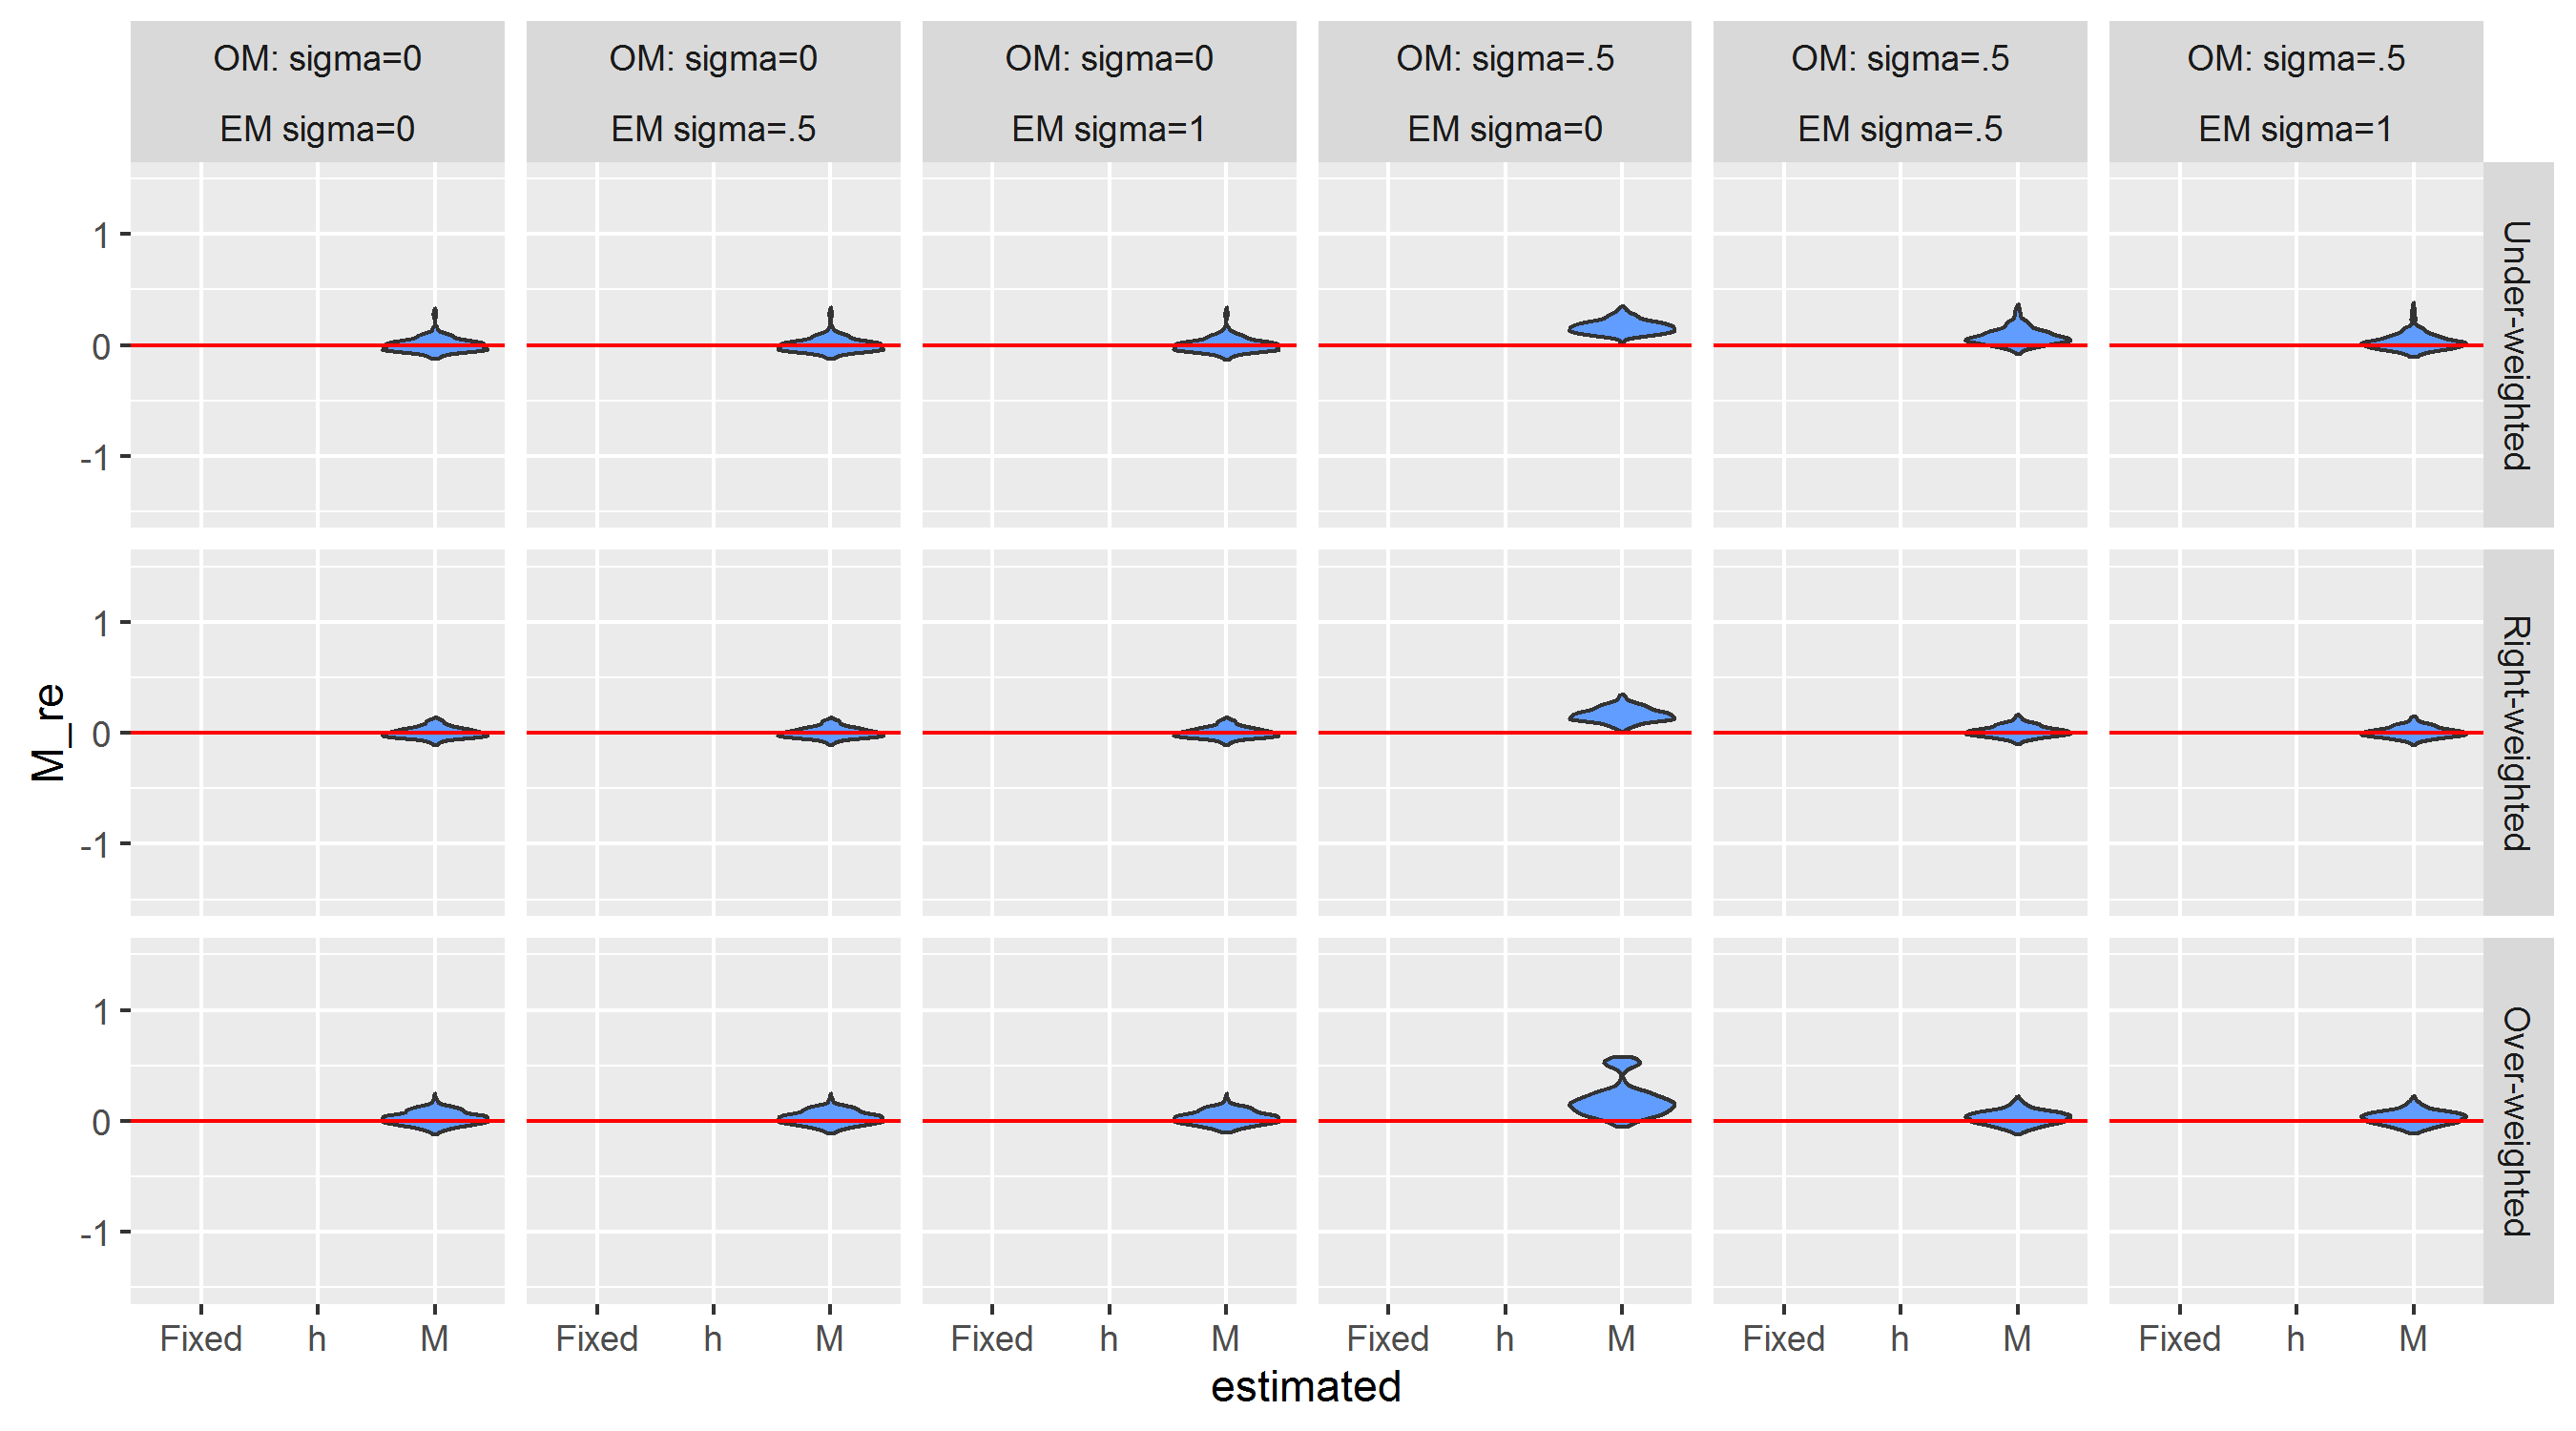 OM: sigma=0
EM sigma=0
OM: sigma=0
EM sigma=.5
OM: sigma=0
EM sigma=1
OM: sigma=.5
EM sigma=0
OM: sigma=.5
EM sigma=.5
OM: sigma=.5
EM sigma=1
1
0
-1
Under-weighted
1
0
-1
Right-weighted
1
0
-1
Over-weighted
M_re
Fixed h M
Fixed h M
Fixed h M
Fixed h M
Fixed h M
Fixed h M
estimated